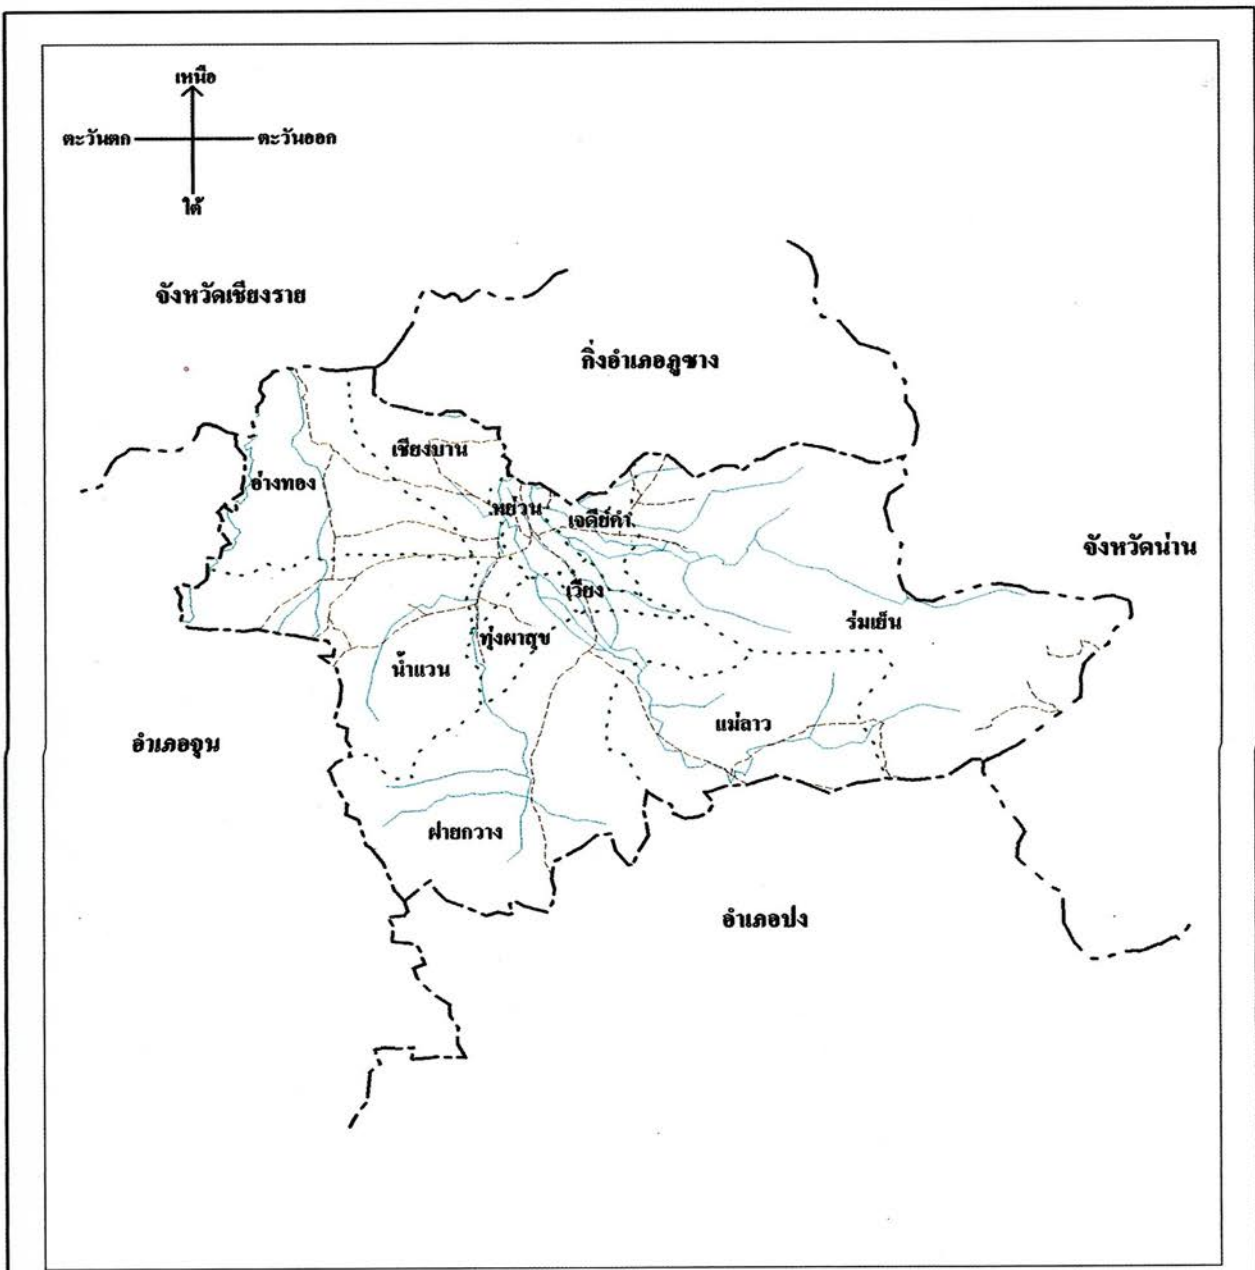 เหนือ
ตะวันตก ตะวันออก
ใต้
จังหวัดเชียงราย
กิ่งอำเภอภูซาง
เชียงบาน
อ่างทอง
หย่วน
เจดีย์คำ
จังหวัดน่าน
เวียง
ร่มเย็น
ทุ่งผาสุข
น้ำแวน
แม่ลาว
อำเภอจุน
ฝายกวาง
อำเภอปง